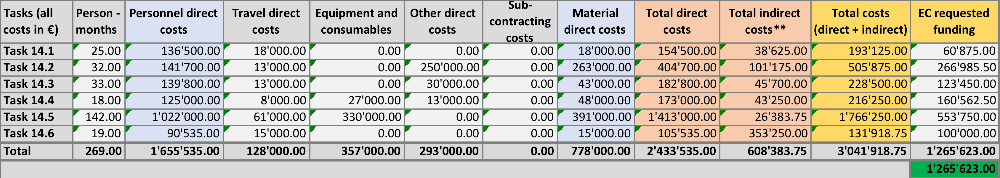 Tasks (all costs in €) Person - months Personnel direct costs Travel direct costs Equipment and consumables Other direct costs Sub-contracting costs Material direct costs Total direct costs Total indirect costs** Total costs (direct + indirect) EC requested funding
Task 14.1 25.00 136'500.00 18'000.00 0.00 0.00 0.00 18'000.00 154'500.00 38'625.00 193'125.00 60'875.00
Task 14.2 32.00 141'700.00 13'000.00 0.00 250'000.00 0.00 263'000.00 404'700.00 101'175.00 505'875.00 266'985.50
Task 14.3 33.00 139'800.00 13'000.00 0.00 30'000.00 0.00 43'000.00 182'800.00 45'700.00 228'500.00 123'450.00
Task 14.4 18.00 125'000.00 8'000.00 27'000.00 13'000.00 0.00 48'000.00 173'000.00 43'250.00 216'250.00 160'562.50
Task 14.5 142.00 1'022'000.00 61'000.00 330'000.00 0.00 0.00 391'000.00 1'413'000.00 26'383.75 1'766'250.00 553'750.00
Task 14.6 19.00 90'535.00 15'000.00 0.00 0.00 0.00 15'000.00 105'535.00 353'250.00 131'918.75 100'000.00
Total 269.00 1'655'535.00 128'000.00 357'000.00 293'000.00 0.00 778'000.00 2'433'535.00 608'383.75 3'041'918.75 1'265'623.00
1'265'623.00